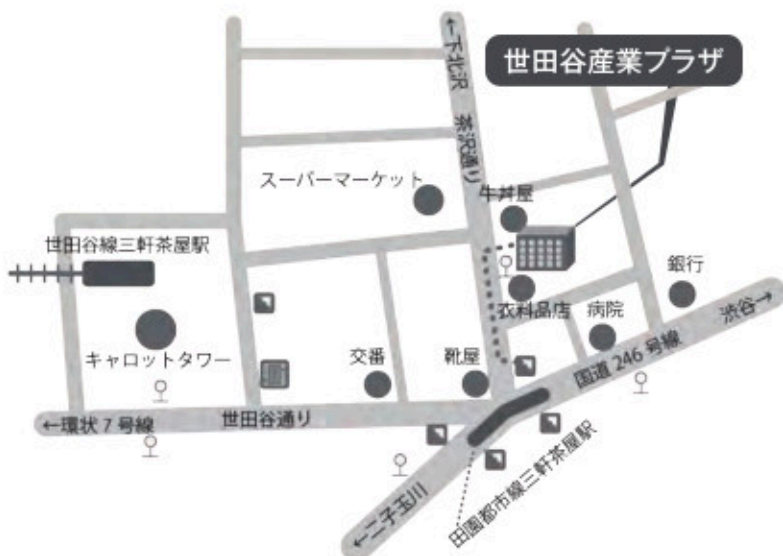 世田谷産業プラザ
←下北沢
茶沢通り
スーパーマーケット
牛丼屋
世田谷線三軒茶屋駅
銀行
衣料品店
病院
渋谷→
キャロットタワー
交番
靴屋
国道 246 号線
←環状 7 号線
世田谷通り
田園都市線三軒茶屋駅
←二子玉川